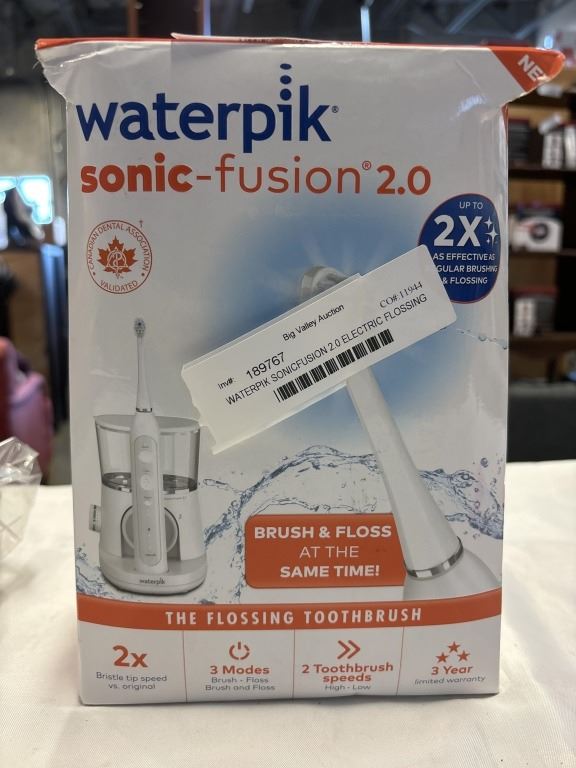 NEW
waterpik®
sonic-fusion® 2.0
CANADIAN DENTAL ASSOCIATION
VALIDATED
†
UP TO
2X
AS EFFECTIVE AS
REGULAR BRUSHING
& FLOSSING
Big Valley Auction
CO#:11944
Inv#: 189767
WATERPIK SONICFUSION 2.0 ELECTRIC FLOSSING
waterpik
BRUSH & FLOSS
AT THE
SAME TIME!
THE FLOSSING TOOTHBRUSH
2x
Bristle tip speed
vs. original
3 Modes
Brush - Floss
Brush and Floss
2 Toothbrush
speeds
High - Low
3 Year
limited warranty